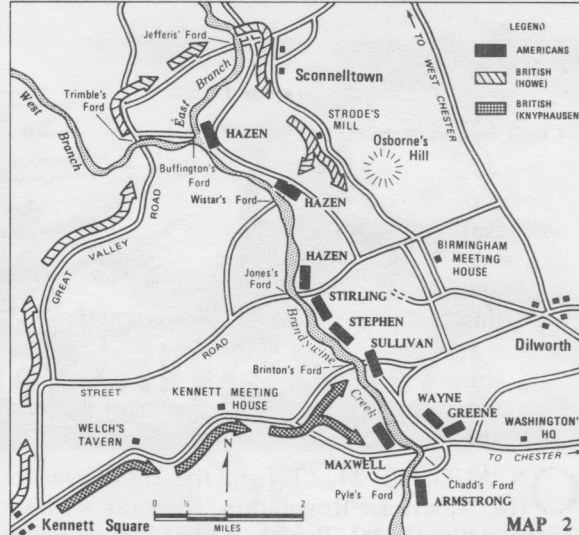 LEGEND
AMERICANS
BRITISH
(HOWE)
BRITISH
(KNYPHAUSEN)
TO WEST CHESTER
Jefferis' Ford
Sconnelltown
Trimble's
Ford
West
Branch
East
Branch
HAZEN
STRODE'S
MILL
Osborne's
Hill
Buffington's
Ford
Wistar's Ford
HAZEN
GREAT
VALLEY
ROAD
HAZEN
BIRMINGHAM
MEETING
HOUSE
Jones's
Ford
STIRLING
STEPHEN
SULLIVAN
Brandywine
Creek
Dilworth
STREET
ROAD
Brinton's Ford
KENNETT MEETING
HOUSE
WELCH'S
TAVERN
WAYNE
GREENE
WASHINGTON'
HQ
TO CHESTER
N
MAXWELL
Pyle's Ford
Chadd's Ford
ARMSTRONG
Kennett Square
0 ½ 1 2
MILES
MAP 2